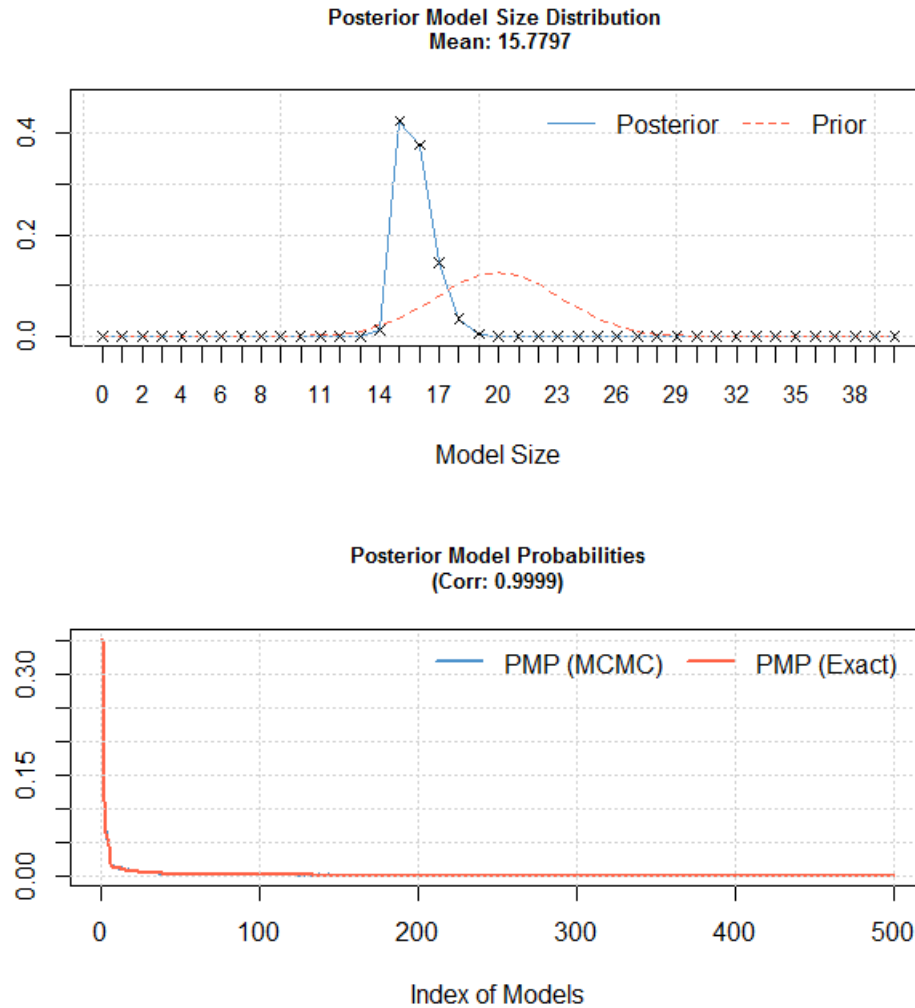 Posterior Model Size Distribution
Mean: 15.7797
Posterior Prior
0.4
0.2
0.0
0 2 4 6 8 11 14 17 20 23 26 29 32 35 38
Model Size
Posterior Model Probabilities
(Corr: 0.9999)
PMP (MCMC) PMP (Exact)
0.30
0.15
0.00
0 100 200 300 400 500
Index of Models